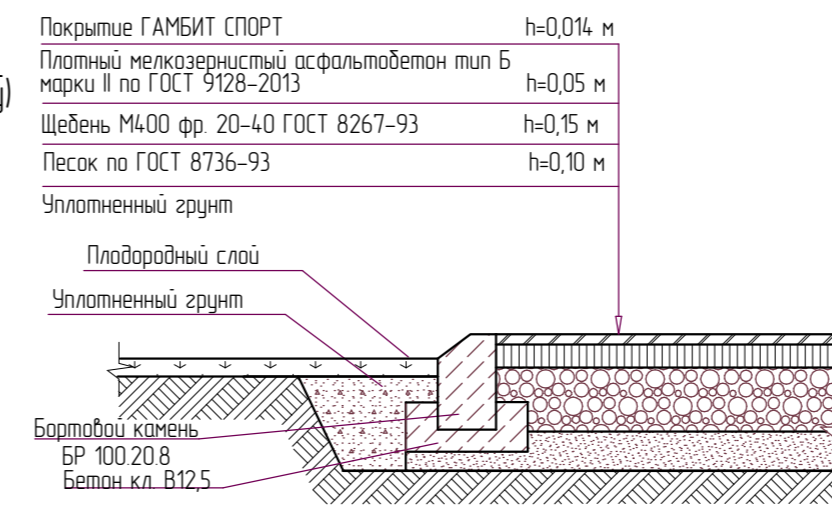 Покрытие ГАМБИТ СПОРТ h=0,014 м
Плотный мелкозернистый асфальтобетон тип Б
марки II по ГОСТ 9128-2013 h=0,05 м
Щебень М400 фр. 20-40 ГОСТ 8267-93 h=0,15 м
Песок по ГОСТ 8736-93 h=0,10 м
Уплотненный грунт
Плодородный слой
Уплотненный грунт
Бортовой камень
БР 100.20.8
Бетон кл. В12,5